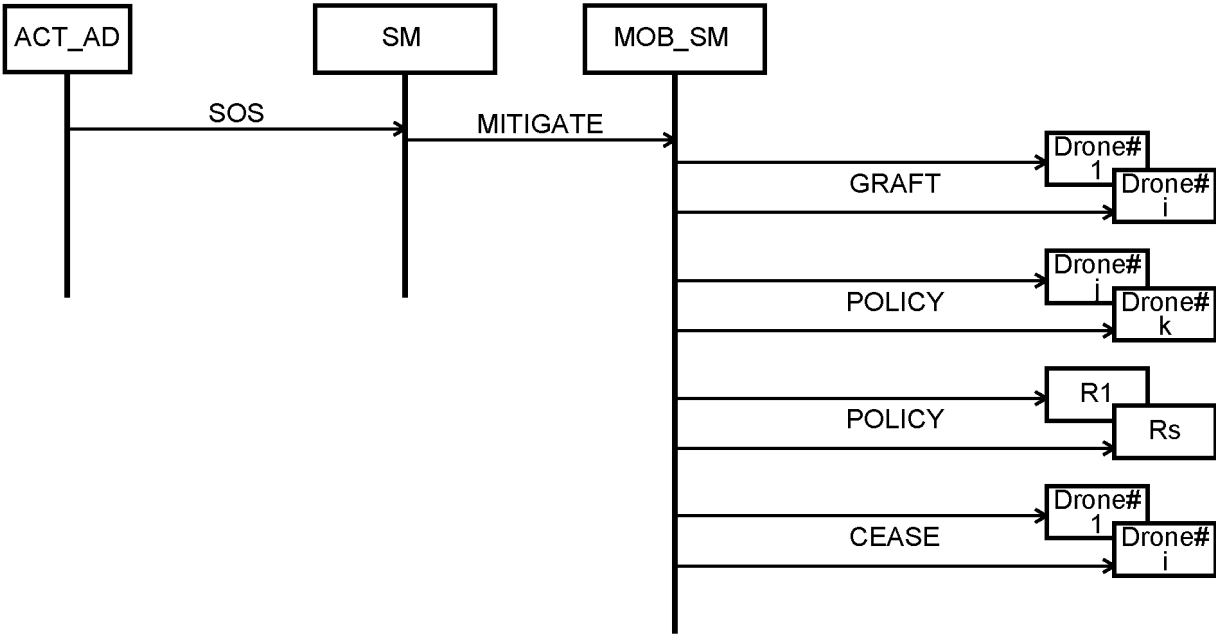 ACT_AD
SM
MOB_SM
SOS
MITIGATE
Drone#
1
GRAFT
Drone#
i
Drone#
j
POLICY
Drone#
k
R1
POLICY
Rs
Drone#
1
CEASE
Drone#
i